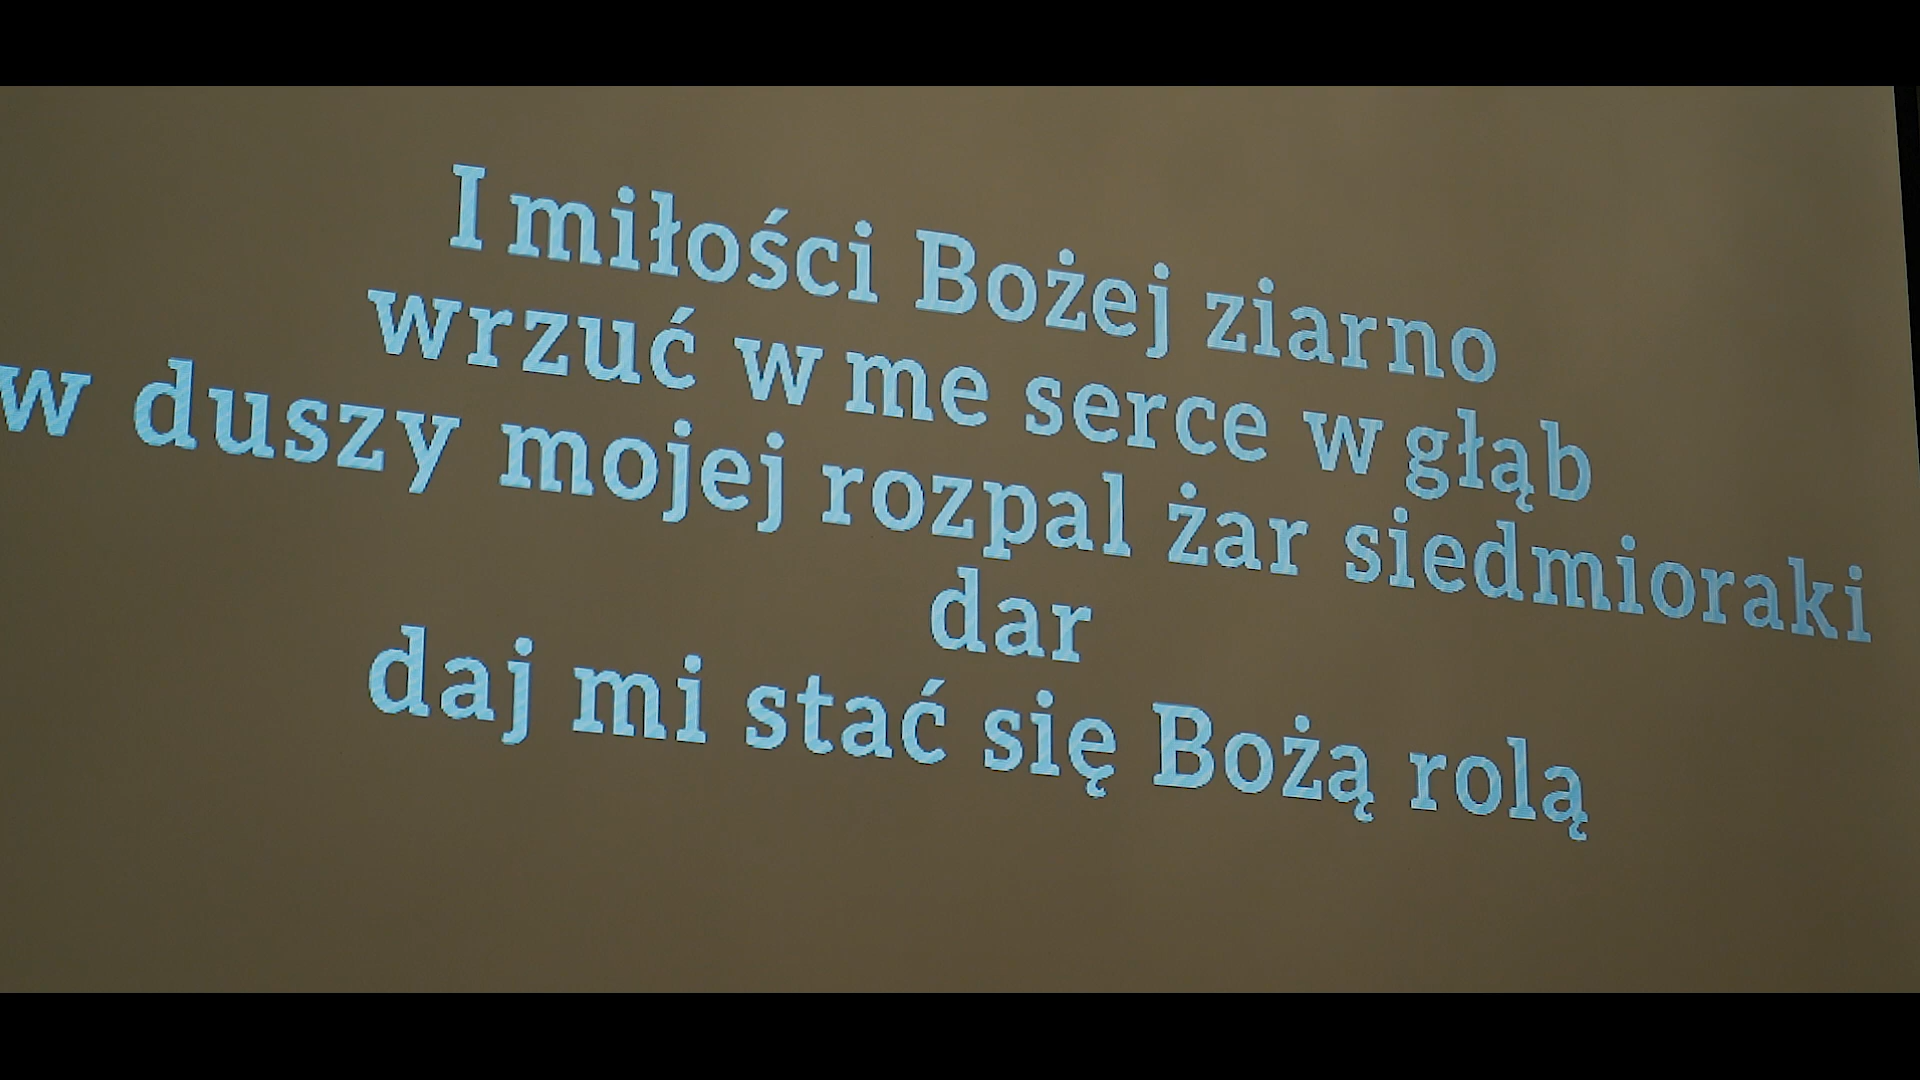 I miłości Bożej ziarno
wrzuć w me serce w głąb
w duszy mojej rozpal żar siedmioraki
dar
daj mi stać się Bożą rolą